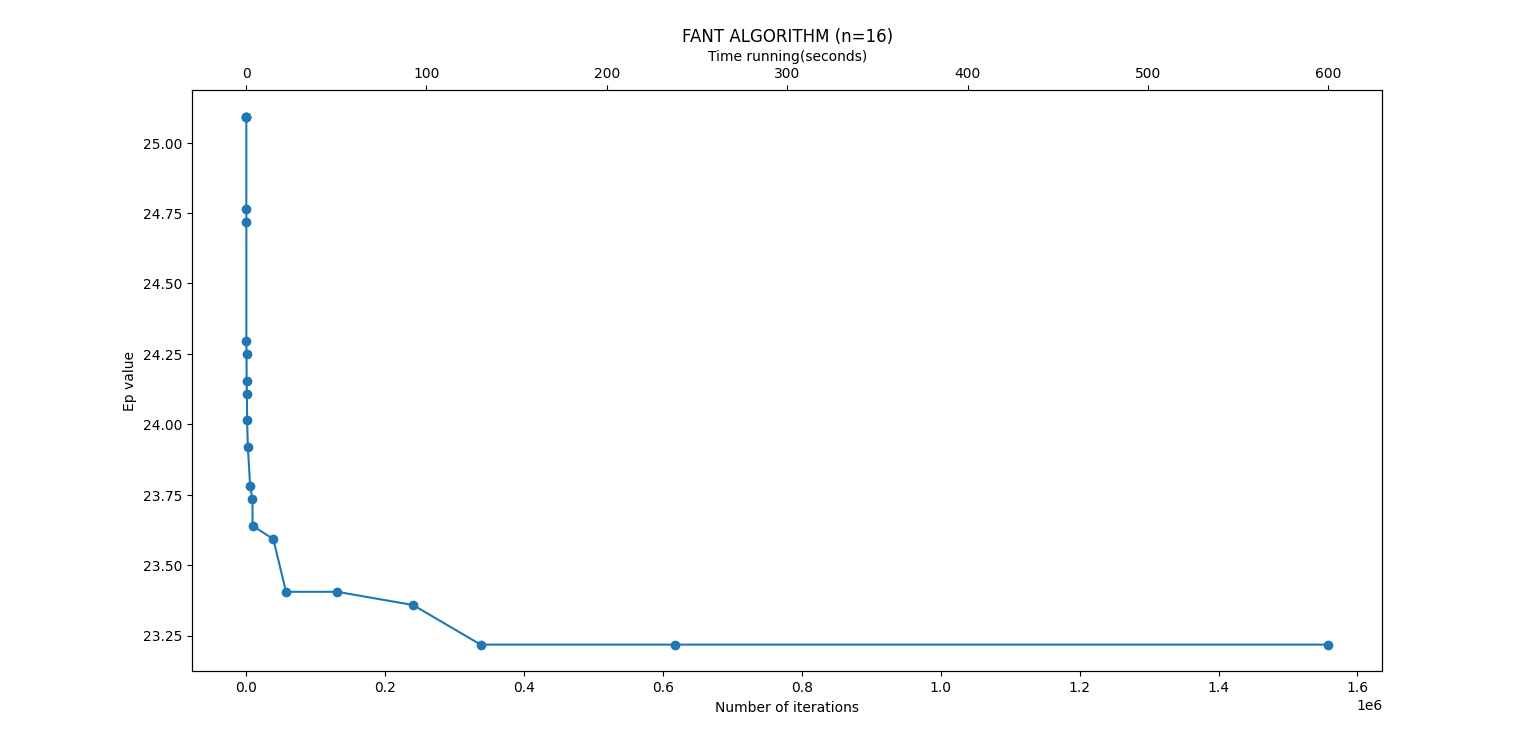 FANT ALGORITHM (n=16)
Time running(seconds)
0 100 200 300 400 500 600
25.00
24.75
24.50
24.25
24.00
23.75
23.50
23.25
Ep value
0.0 0.2 0.4 0.6 0.8 1.0 1.2 1.4 1.6
1e6
Number of iterations